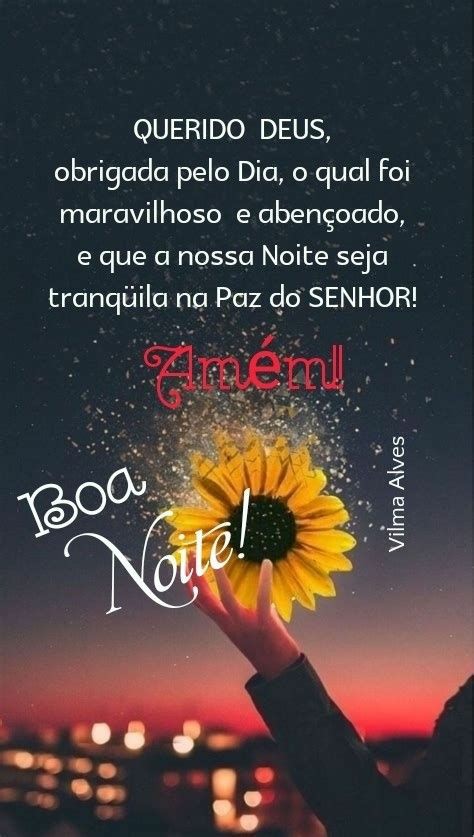 QUERIDO DEUS,
obrigada pelo Dia, o qual foi
maravilhoso e abençoado,
e que a nossa Noite seja
tranqüila na Paz do SENHOR!
Amém!!
Boa
Noite!
Vilma Alves